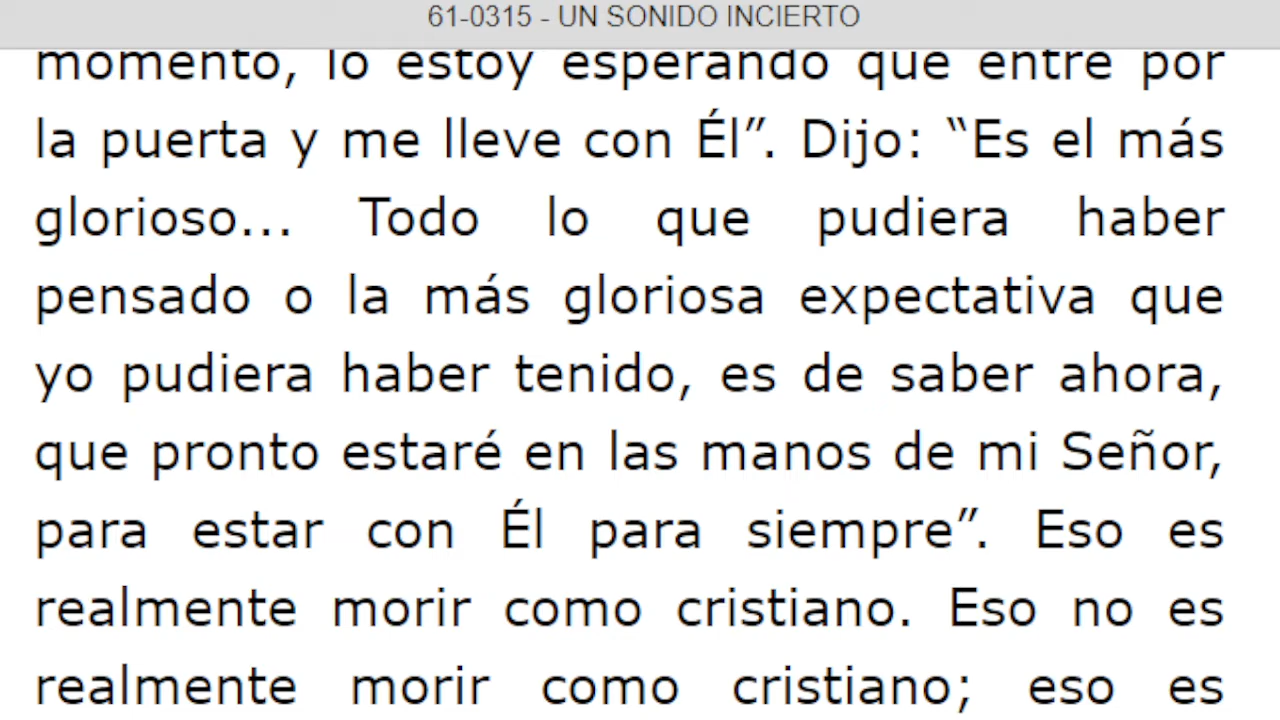 61-0315 - UN SONIDO INCIERTO
momento, lo estoy esperando que entre por
la puerta y me lleve con Él”. Dijo: “Es el más
glorioso... Todo lo que pudiera haber
pensado o la más gloriosa expectativa que
yo pudiera haber tenido, es de saber ahora,
que pronto estaré en las manos de mi Señor,
para estar con Él para siempre”. Eso es
realmente morir como cristiano. Eso no es
realmente morir como cristiano; eso es